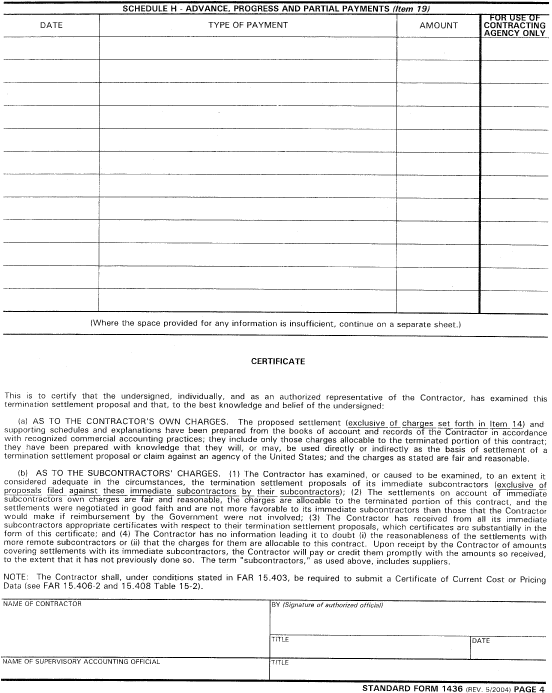 SCHEDULE H - ADVANCE, PROGRESS AND PARTIAL PAYMENTS (Item 19)
DATE
TYPE OF PAYMENT
AMOUNT
FOR USE OF
CONTRACTING
AGENCY ONLY
(Where the space provided for any information is insufficient, continue on a separate sheet.)
CERTIFICATE
This is to certify that the undersigned, individually, and as an authorized representative of the Contractor, has examined this
termination settlement proposal and that, to the best knowledge and belief of the undersigned:
(a) AS TO THE CONTRACTOR'S OWN CHARGES. The proposed settlement (exclusive of charges set forth in Item 14) and
supporting schedules and explanations have been prepared from the books of account and records of the Contractor in accordance
with recognized commercial accounting practices; they include only those charges allocable to the terminated portion of this contract;
they have been prepared with knowledge that they will, or may, be used directly or indirectly as the basis of settlement of a
termination settlement proposal or claim against an agency of the United States; and the charges as stated are fair and reasonable.
(b) AS TO THE SUBCONTRACTORS' CHARGES. (1) The Contractor has examined, or caused to be examined, to an extent it
considered adequate in the circumstances, the termination settlement proposals of its immediate subcontractors (exclusive of
proposals filed against these immediate subcontractors by their subcontractors); (2) The settlements on account of immediate
subcontractors own charges are fair and reasonable, the charges are allocable to the terminated portion of this contract, and the
settlements were negotiated in good faith and are not more favorable to its immediate subcontractors than those that the Contractor
would make if reimbursement by the Government were not involved; (3) The Contractor has received from all its immediate
subcontractors appropriate certificates with respect to their termination settlement proposals, which certificates are substantially in the
form of this certificate; and (4) The Contractor has no information leading it to doubt (i) the reasonableness of the settlements with
more remote subcontractors or (ii) that the charges for them are allocable to this contract. Upon receipt by the Contractor of amounts
covering settlements with its immediate subcontractors, the Contractor will pay or credit them promptly with the amounts so received,
to the extent that it has not previously done so. The term "subcontractors," as used above, includes suppliers.
NOTE: The Contractor shall, under conditions stated in FAR 15.403, be required to submit a Certificate of Current Cost or Pricing
Data (see FAR 15.406-2 and 15.408 Table 15-2).
NAME OF CONTRACTOR
BY (Signature of authorized official)
TITLE
DATE
NAME OF SUPERVISORY ACCOUNTING OFFICIAL
TITLE
STANDARD FORM 1436 (REV. 5/2004) PAGE 4